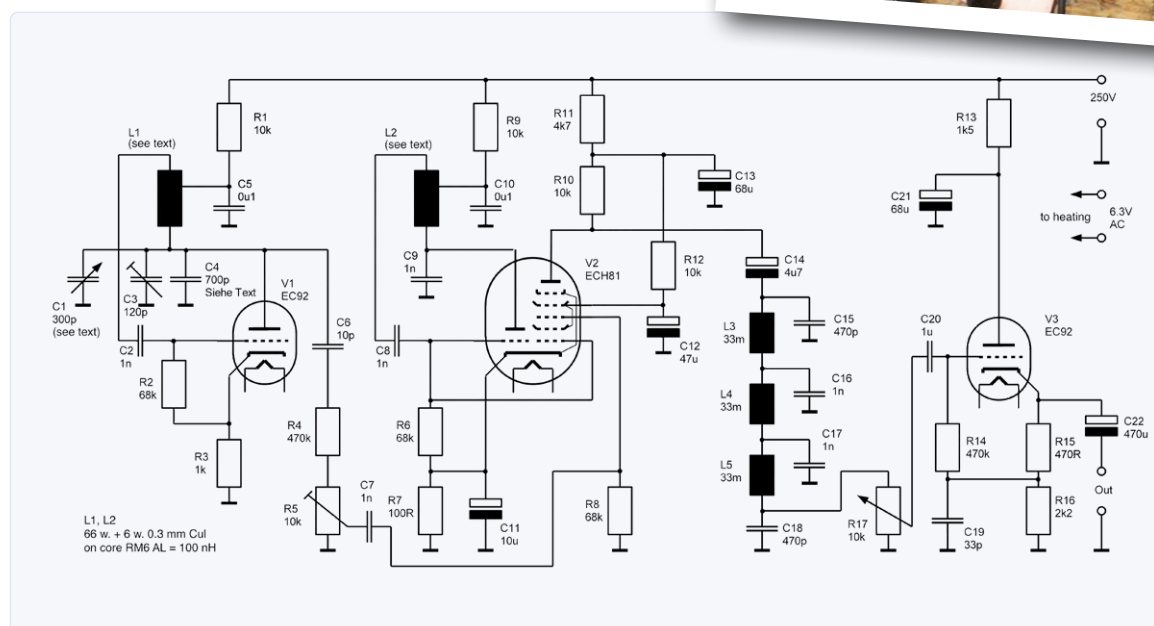 L1
(see text)
R1
10k
C5
0u1
L2
(see text)
R9
10k
C10
0u1
R11
4k7
R10
10k
C13
68u
R13
1k5
250V
C21
68u
to heating
6.3V
AC
C1
300p
(see text)
C3
120p
C4
700p
Siehe Text
V1
EC92
C2
1n
R2
68k
R3
1k
C6
10p
R4
470k
R5
10k
C7
1n
C9
1n
C8
1n
R6
68k
R7
100R
C11
10u
V2
ECH81
R12
10k
C12
47u
R8
68k
C14
4u7
L3
33m
C15
470p
L4
33m
C16
1n
L5
33m
C17
1n
C18
470p
R17
10k
C20
1u
V3
EC92
R14
470k
C19
33p
R15
470R
R16
2k2
C22
470u
Out
L1, L2
66 w. + 6 w. 0.3 mm Cul
on core RM6 AL = 100 nH